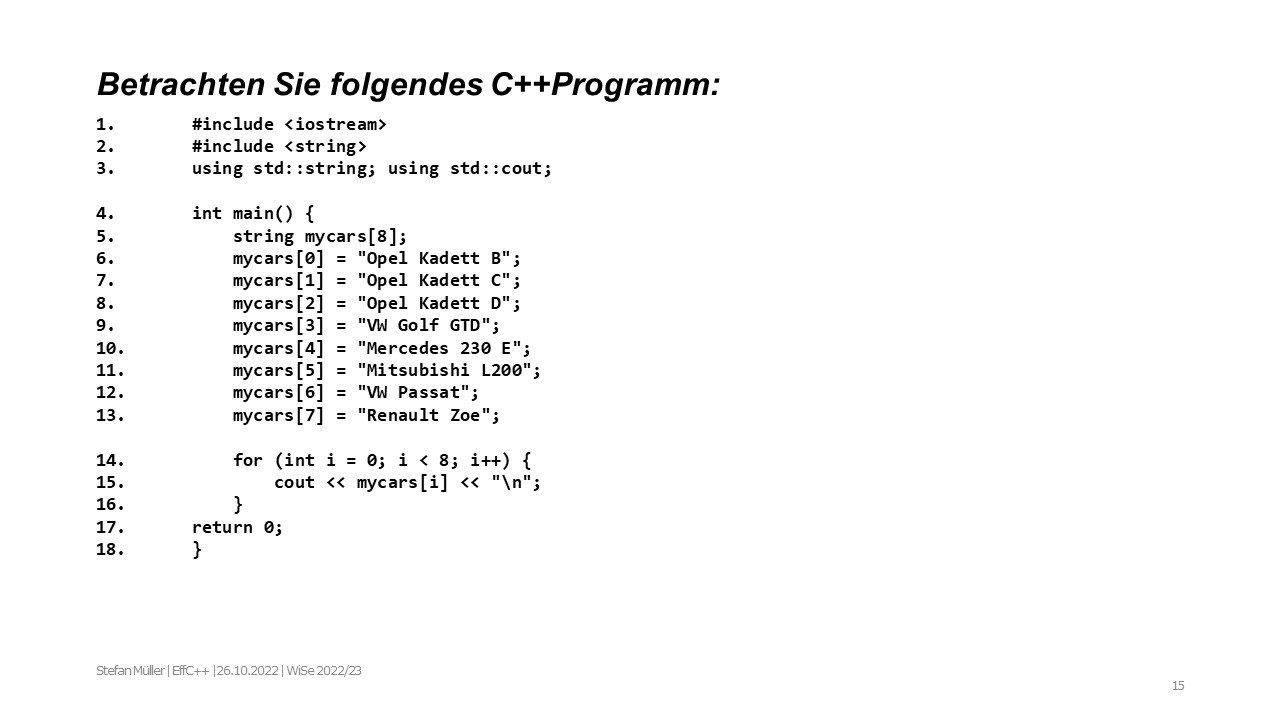 Betrachten Sie folgendes C++Programm:
1. #include <iostream>
2. #include <string>
3. using std::string; using std::cout;
4. int main() {
5. string mycars[8];
6. mycars[0] = "Opel Kadett B";
7. mycars[1] = "Opel Kadett C";
8. mycars[2] = "Opel Kadett D";
9. mycars[3] = "VW Golf GTD";
10. mycars[4] = "Mercedes 230 E";
11. mycars[5] = "Mitsubishi L200";
12. mycars[6] = "VW Passat";
13. mycars[7] = "Renault Zoe";
14. for (int i = 0; i < 8; i++) {
15. cout << mycars[i] << "\n";
16. }
17. return 0;
18. }
Stefan Müller | EffC++ |26.10.2022 | WiSe 2022/23
15